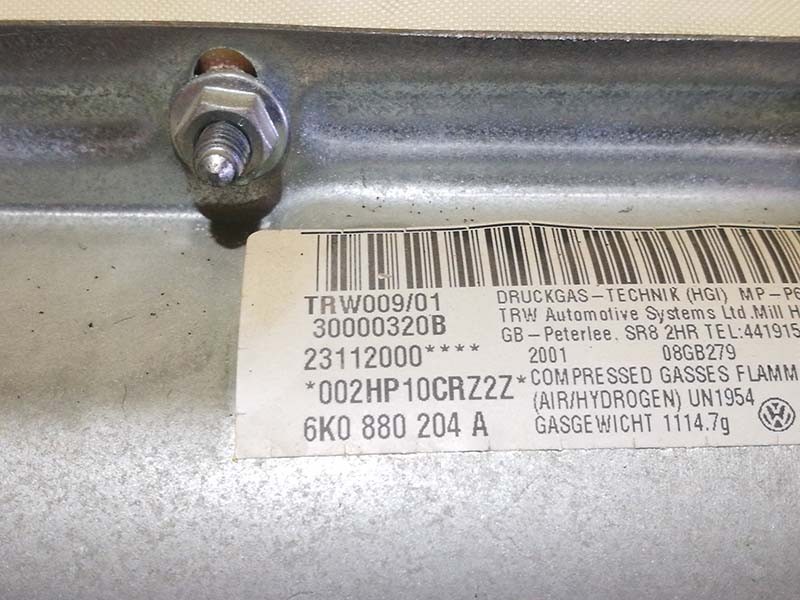 TRW009/01
30000320B
23112000****
*002HP10CRZ2Z*
6K0 880 204 A
DRUCKGAS-TECHNIK (HGI) MP-P6
TRW Automotive Systems Ltd.Mill H
GB-Peterlee. SR8 2HR TEL:441915
2001 08GB279
COMPRESSED GASSES FLAMM
(AIR/HYDROGEN) UN1954
GASGEWICHT 1114.7g
VW